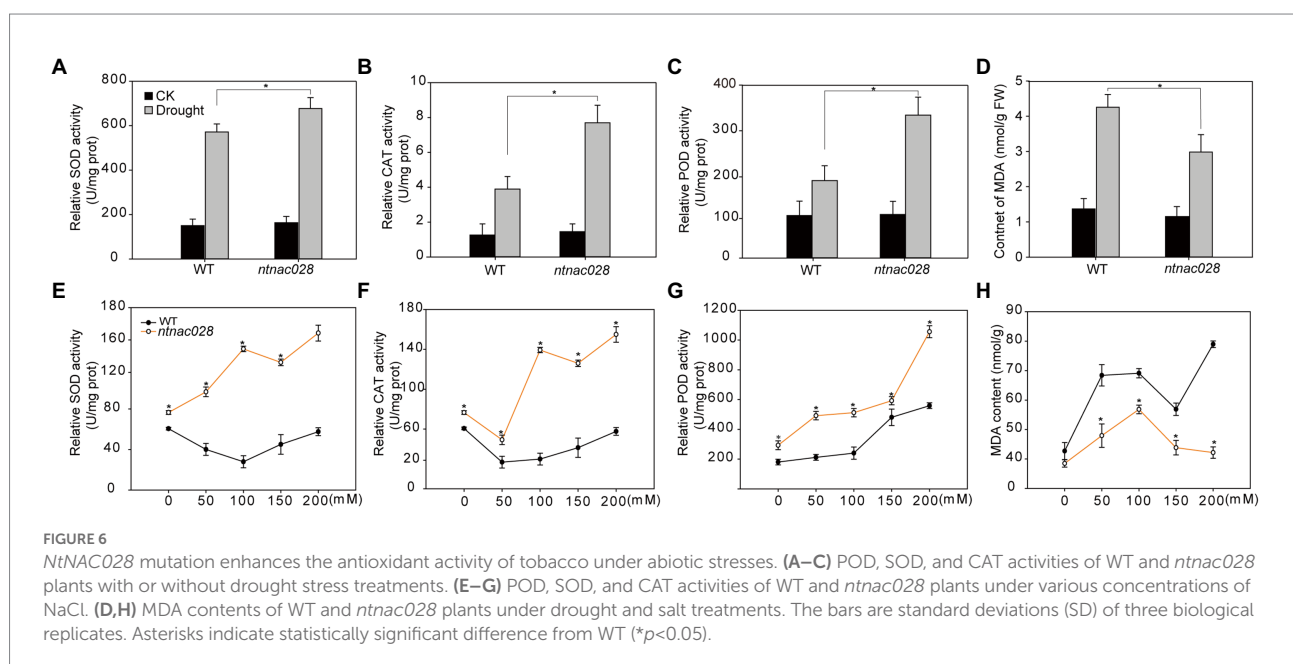 A
Relative SOD activity
(U/mg prot)
800
600
400
200
0
CK
Drought
*
WT
ntnac028
B
Relative CAT activity
(U/mg prot)
10
8
6
4
2
0
*
WT
ntnac028
C
Relative POD activity
(U/mg prot)
400
300
200
100
0
*
WT
ntnac028
D
Contnet of MDA (nmol/g FW)
5
4
3
2
1
0
*
WT
ntnac028
E
Relative SOD activity
(U/mg prot)
180
160
120
80
40
0
WT
ntnac028
* * * *
0 50 100 150 200(mM)
F
Relative CAT activity
(U/mg prot)
180
140
100
60
20
0
* * * * *
0 50 100 150 200(mM)
G
Relative POD activity
(U/mg prot)
1200
1000
800
600
400
200
0
* * * * *
0 50 100 150 200(mM)
H
MDA content (nmol/g)
90
80
70
60
50
40
30
* * * *
0 50 100 150 200(mM)
FIGURE 6
NtNAC028 mutation enhances the antioxidant activity of tobacco under abiotic stresses. (A–C) POD, SOD, and CAT activities of WT and ntnac028
plants with or without drought stress treatments. (E–G) POD, SOD, and CAT activities of WT and ntnac028 plants under various concentrations of
NaCl. (D,H) MDA contents of WT and ntnac028 plants under drought and salt treatments. The bars are standard deviations (SD) of three biological
replicates. Asterisks indicate statistically significant difference from WT (*p<0.05).